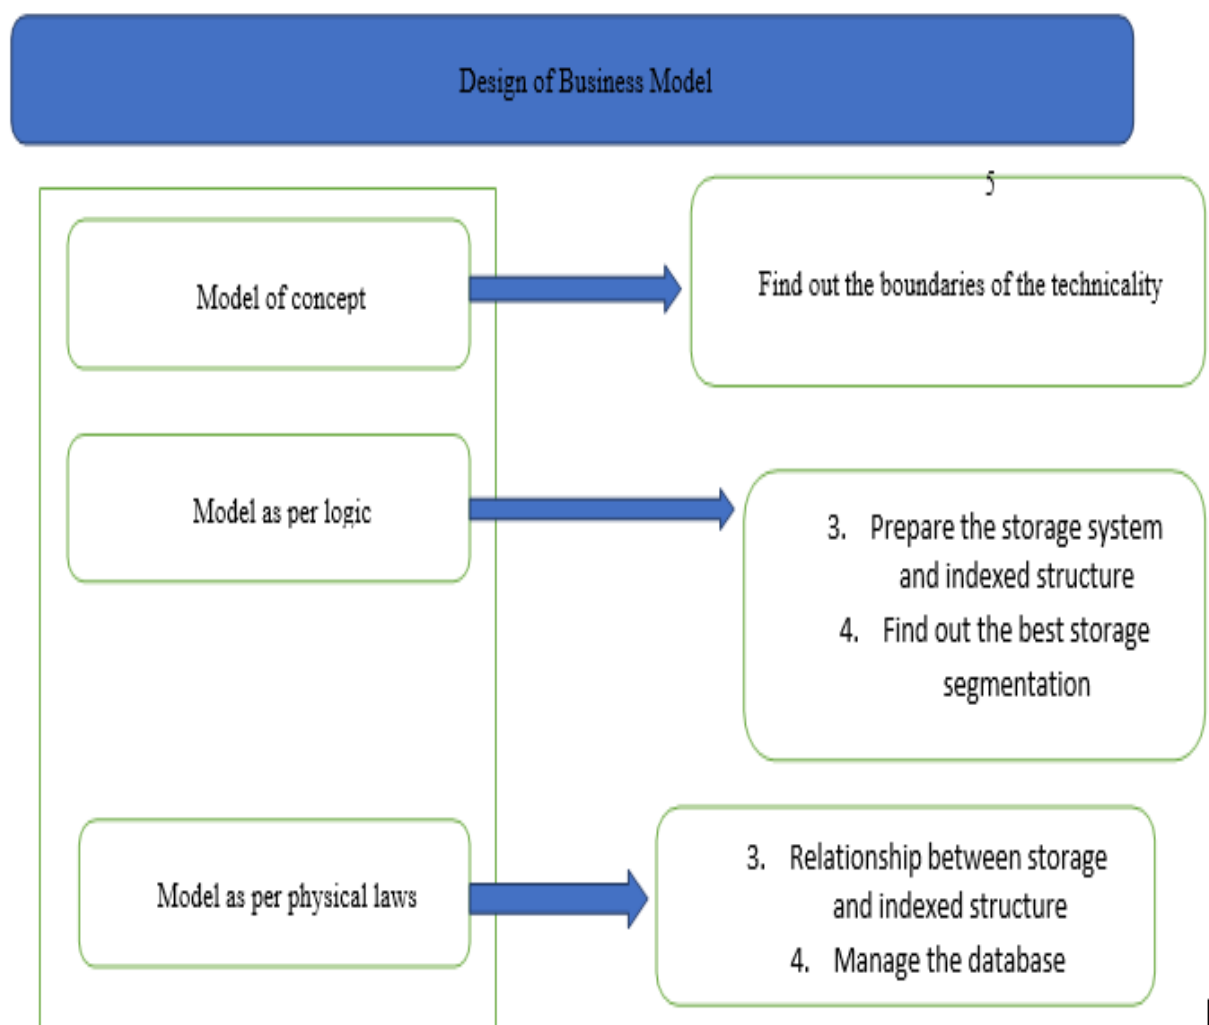 Design of Business Model
5
Model of concept
Find out the boundaries of the technicality
Model as per logic
3. Prepare the storage system
and indexed structure
4. Find out the best storage
segmentation
Model as per physical laws
3. Relationship between storage
and indexed structure
4. Manage the database